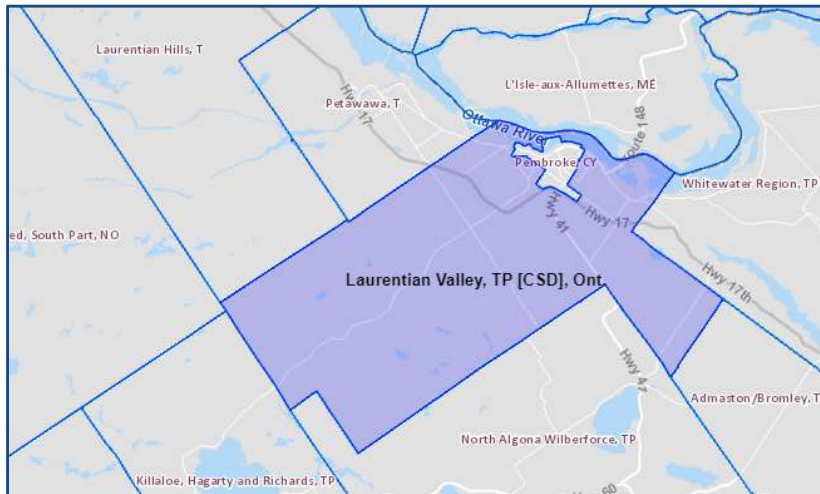 Laurentian Hills, T
L'Isle-aux-Allumettes, MÉ
Petawawa, T
Hwy 17
Ottawa River
Route 148
Pembroke, CY
Whitewater Region, TP
Hwy 41
Hwy 17
ed, South Part, NO
Hwy 17th
Laurentian Valley, TP [CSD], Ont.
Hwy 41
Admaston/Bromley, T
North Algona Wilberforce, TP
Killaloe, Hagarty and Richards, TP
60